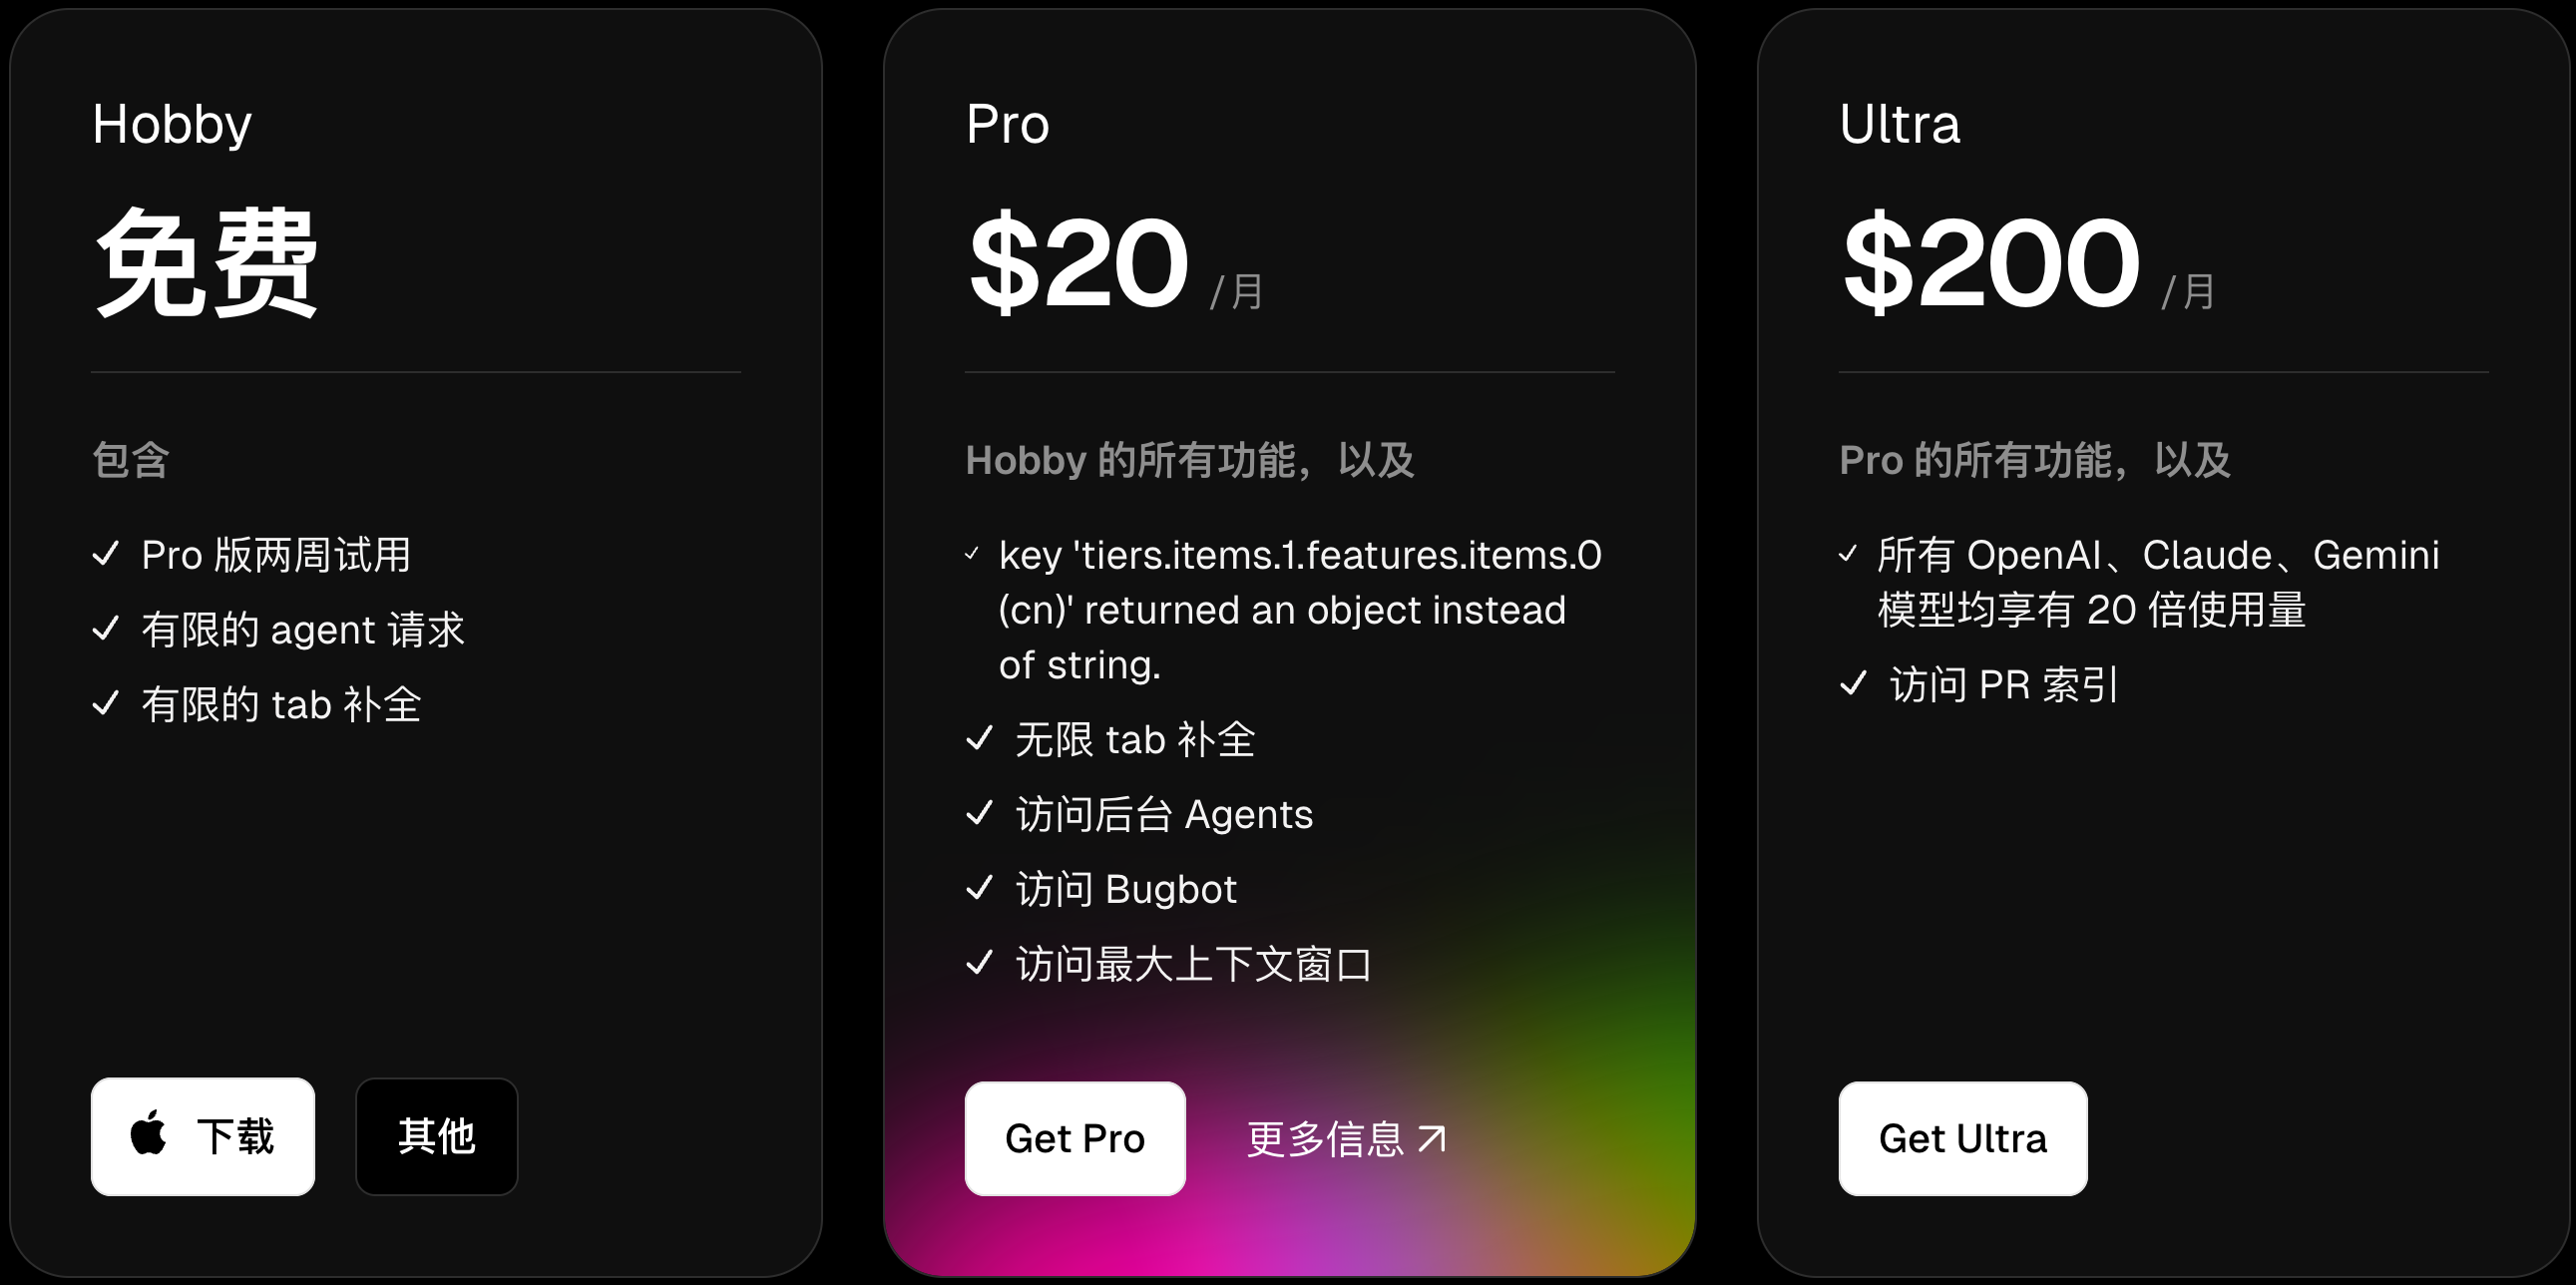 Hobby
免费
包含
Pro 版两周试用
有限的 agent 请求
有限的 tab 补全
下载
其他
Pro
$20 /月
Hobby 的所有功能，以及
key 'tiers.items.1.features.items.0
(cn)' returned an object instead
of string.
无限 tab 补全
访问后台 Agents
访问 Bugbot
访问最大上下文窗口
Get Pro
更多信息
Ultra
$200 /月
Pro 的所有功能，以及
所有 OpenAI、Claude、Gemini
模型均享有 20 倍使用量
访问 PR 索引
Get Ultra